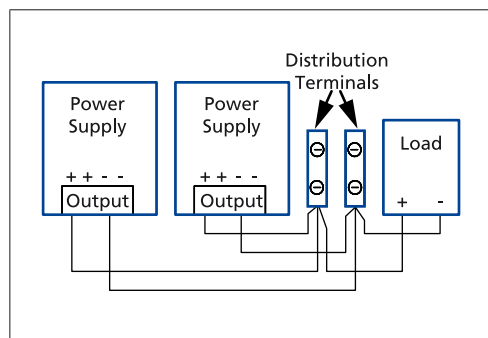 Distribution
Terminals
Power
Supply
+ + - -
Output
Power
Supply
+ + - -
Output
Load
+ -